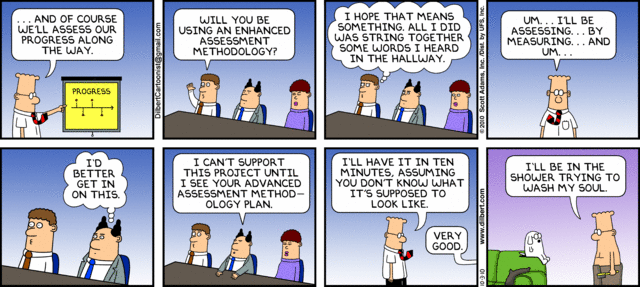 ...AND OF COURSE
WE'LL ASSESS OUR
PROGRESS ALONG
THE WAY.
PROGRESS
DilbertCartoonist@gmail.com
WILL YOU BE
USING AN ENHANCED
ASSESSMENT
METHODOLOGY?
I HOPE THAT MEANS
SOMETHING. ALL I DID
WAS STRING TOGETHER
SOME WORDS I HEARD
IN THE HALLWAY.
©2010 Scott Adams, Inc./Dist. by UFS, Inc.
UM... I'LL BE
ASSESSING... BY
MEASURING... AND
UM...
I'D
BETTER
GET IN
ON THIS.
I CAN'T SUPPORT
THIS PROJECT UNTIL
I SEE YOUR ADVANCED
ASSESSMENT METHOD-
OLOGY PLAN.
I'LL HAVE IT IN TEN
MINUTES, ASSUMING
YOU DON'T KNOW WHAT
IT'S SUPPOSED TO
LOOK LIKE.
VERY
GOOD.
www.dilbert.com
10-3-10
I'LL BE IN THE
SHOWER TRYING TO
WASH MY SOUL.